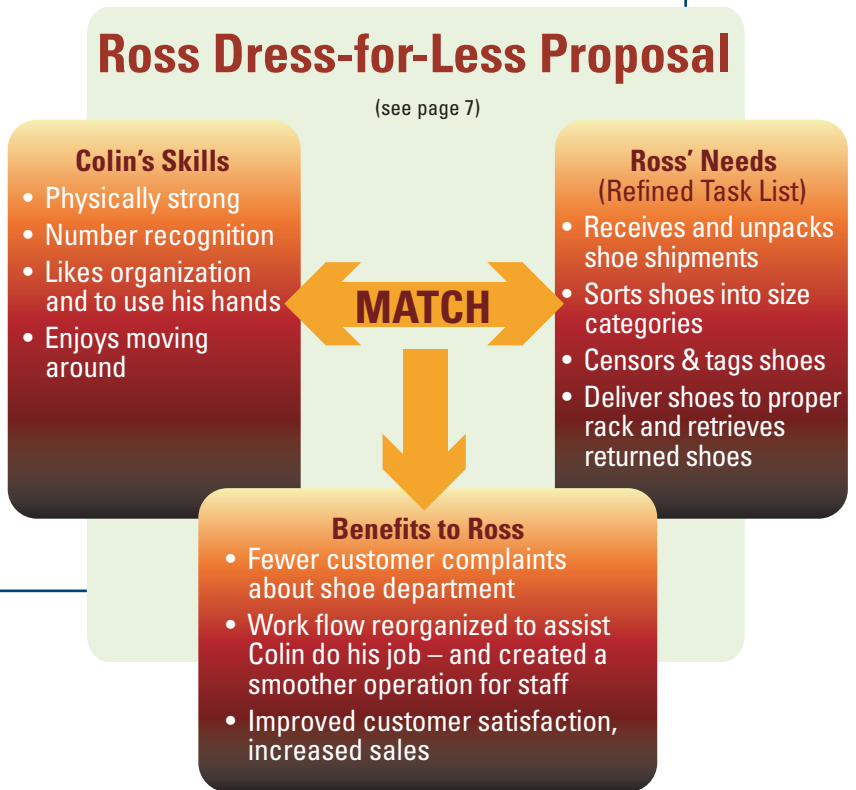 Ross Dress-for-Less Proposal
(see page 7)
Colin's Skills
• Physically strong
• Number recognition
• Likes organization
and to use his hands
• Enjoys moving
around
MATCH
Ross' Needs
(Refined Task List)
• Receives and unpacks
shoe shipments
• Sorts shoes into size
categories
• Censors & tags shoes
• Deliver shoes to proper
rack and retrieves
returned shoes
Benefits to Ross
• Fewer customer complaints
about shoe department
• Work flow reorganized to assist
Colin do his job – and created a
smoother operation for staff
• Improved customer satisfaction,
increased sales